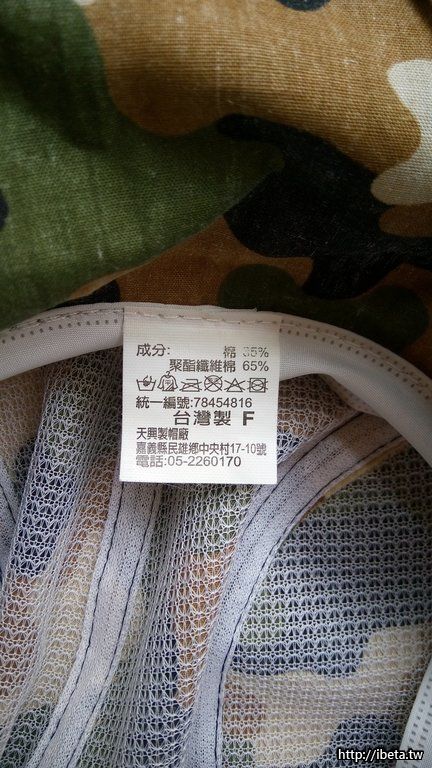 成分: 棉 35%
聚酯纖維棉 65%
統一編號:78454816
台灣製 F
天興製帽廠
嘉義縣民雄鄉中央村17-10號
電話:05-2260170
http://ibeta.tw